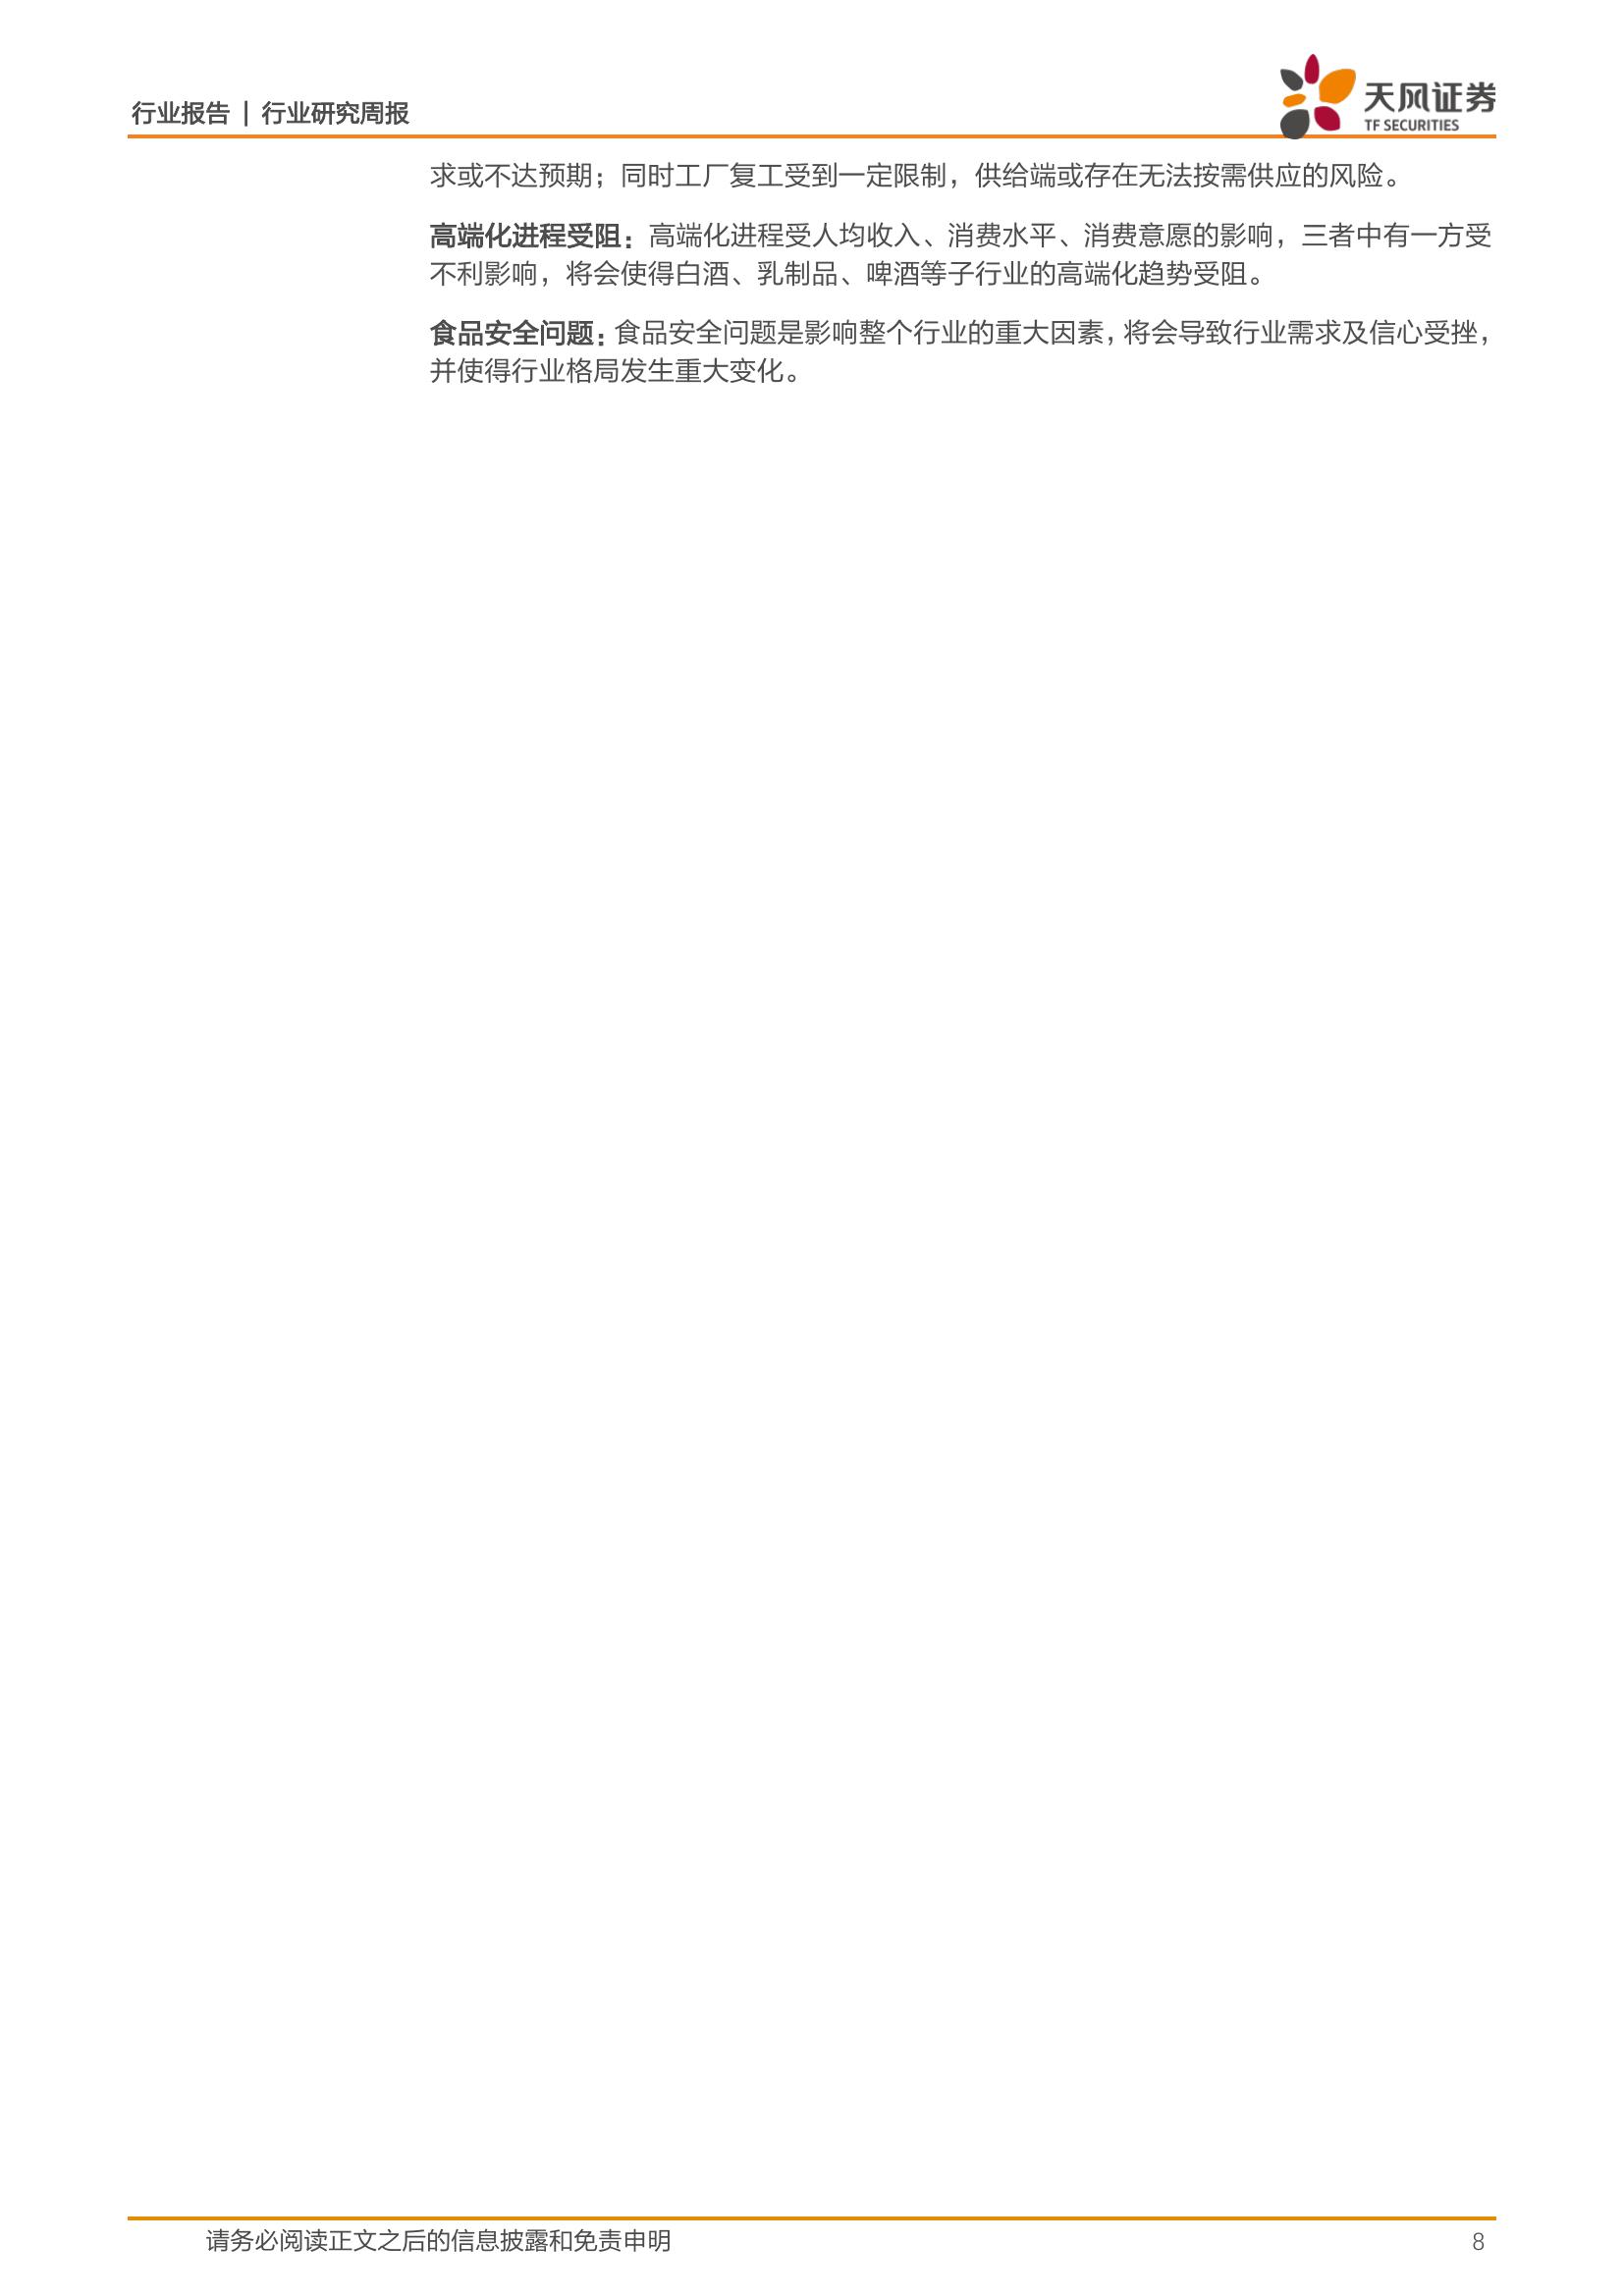 行业报告 | 行业研究周报
天风证券
TF SECURITIES
求或不达预期；同时工厂复工受到一定限制，供给端或存在无法按需供应的风险。
高端化进程受阻：高端化进程受人均收入、消费水平、消费意愿的影响，三者中有一方受
不利影响，将会使得白酒、乳制品、啤酒等子行业的高端化趋势受阻。
食品安全问题：食品安全问题是影响整个行业的重大因素，将会导致行业需求及信心受挫，
并使得行业格局发生重大变化。
请务必阅读正文之后的信息披露和免责申明
8